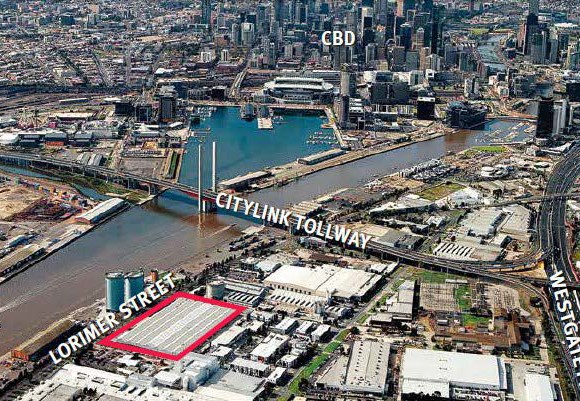 CBD
CITYLINK TOLLWAY
LORIMER STREET
WESTGATE